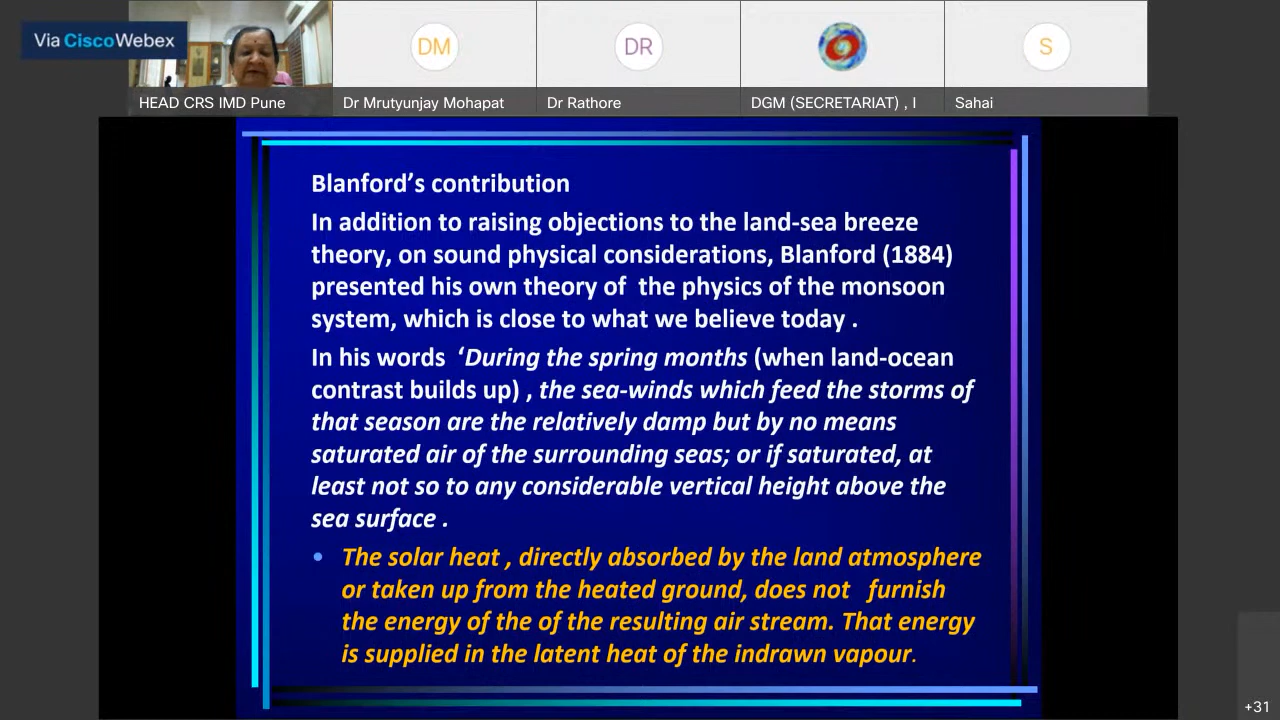 Via Cisco Webex
DM
DR
S
HEAD CRS IMD Pune
Dr Mrutyunjay Mohapat
Dr Rathore
DGM (SECRETARIAT) , I
Sahai
Blanford’s contribution
In addition to raising objections to the land-sea breeze
theory, on sound physical considerations, Blanford (1884)
presented his own theory of the physics of the monsoon
system, which is close to what we believe today .
In his words ‘During the spring months (when land-ocean
contrast builds up) , the sea-winds which feed the storms of
that season are the relatively damp but by no means
saturated air of the surrounding seas; or if saturated, at
least not so to any considerable vertical height above the
sea surface .
• The solar heat , directly absorbed by the land atmosphere
or taken up from the heated ground, does not furnish
the energy of the of the resulting air stream. That energy
is supplied in the latent heat of the indrawn vapour.
+31